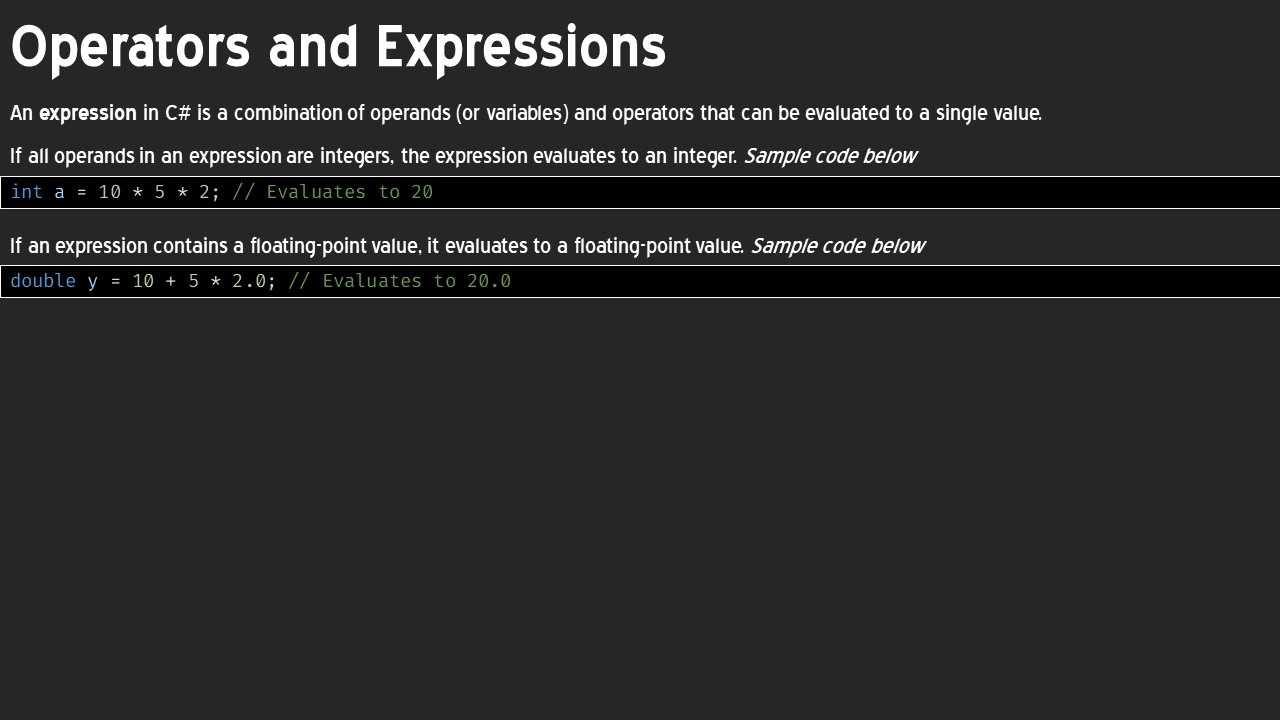 Operators and Expressions
An expression in C# is a combination of operands (or variables) and operators that can be evaluated to a single value.
If all operands in an expression are integers, the expression evaluates to an integer. Sample code below
int a = 10 * 5 * 2; // Evaluates to 20
If an expression contains a floating-point value, it evaluates to a floating-point value. Sample code below
double y = 10 + 5 * 2.0; // Evaluates to 20.0